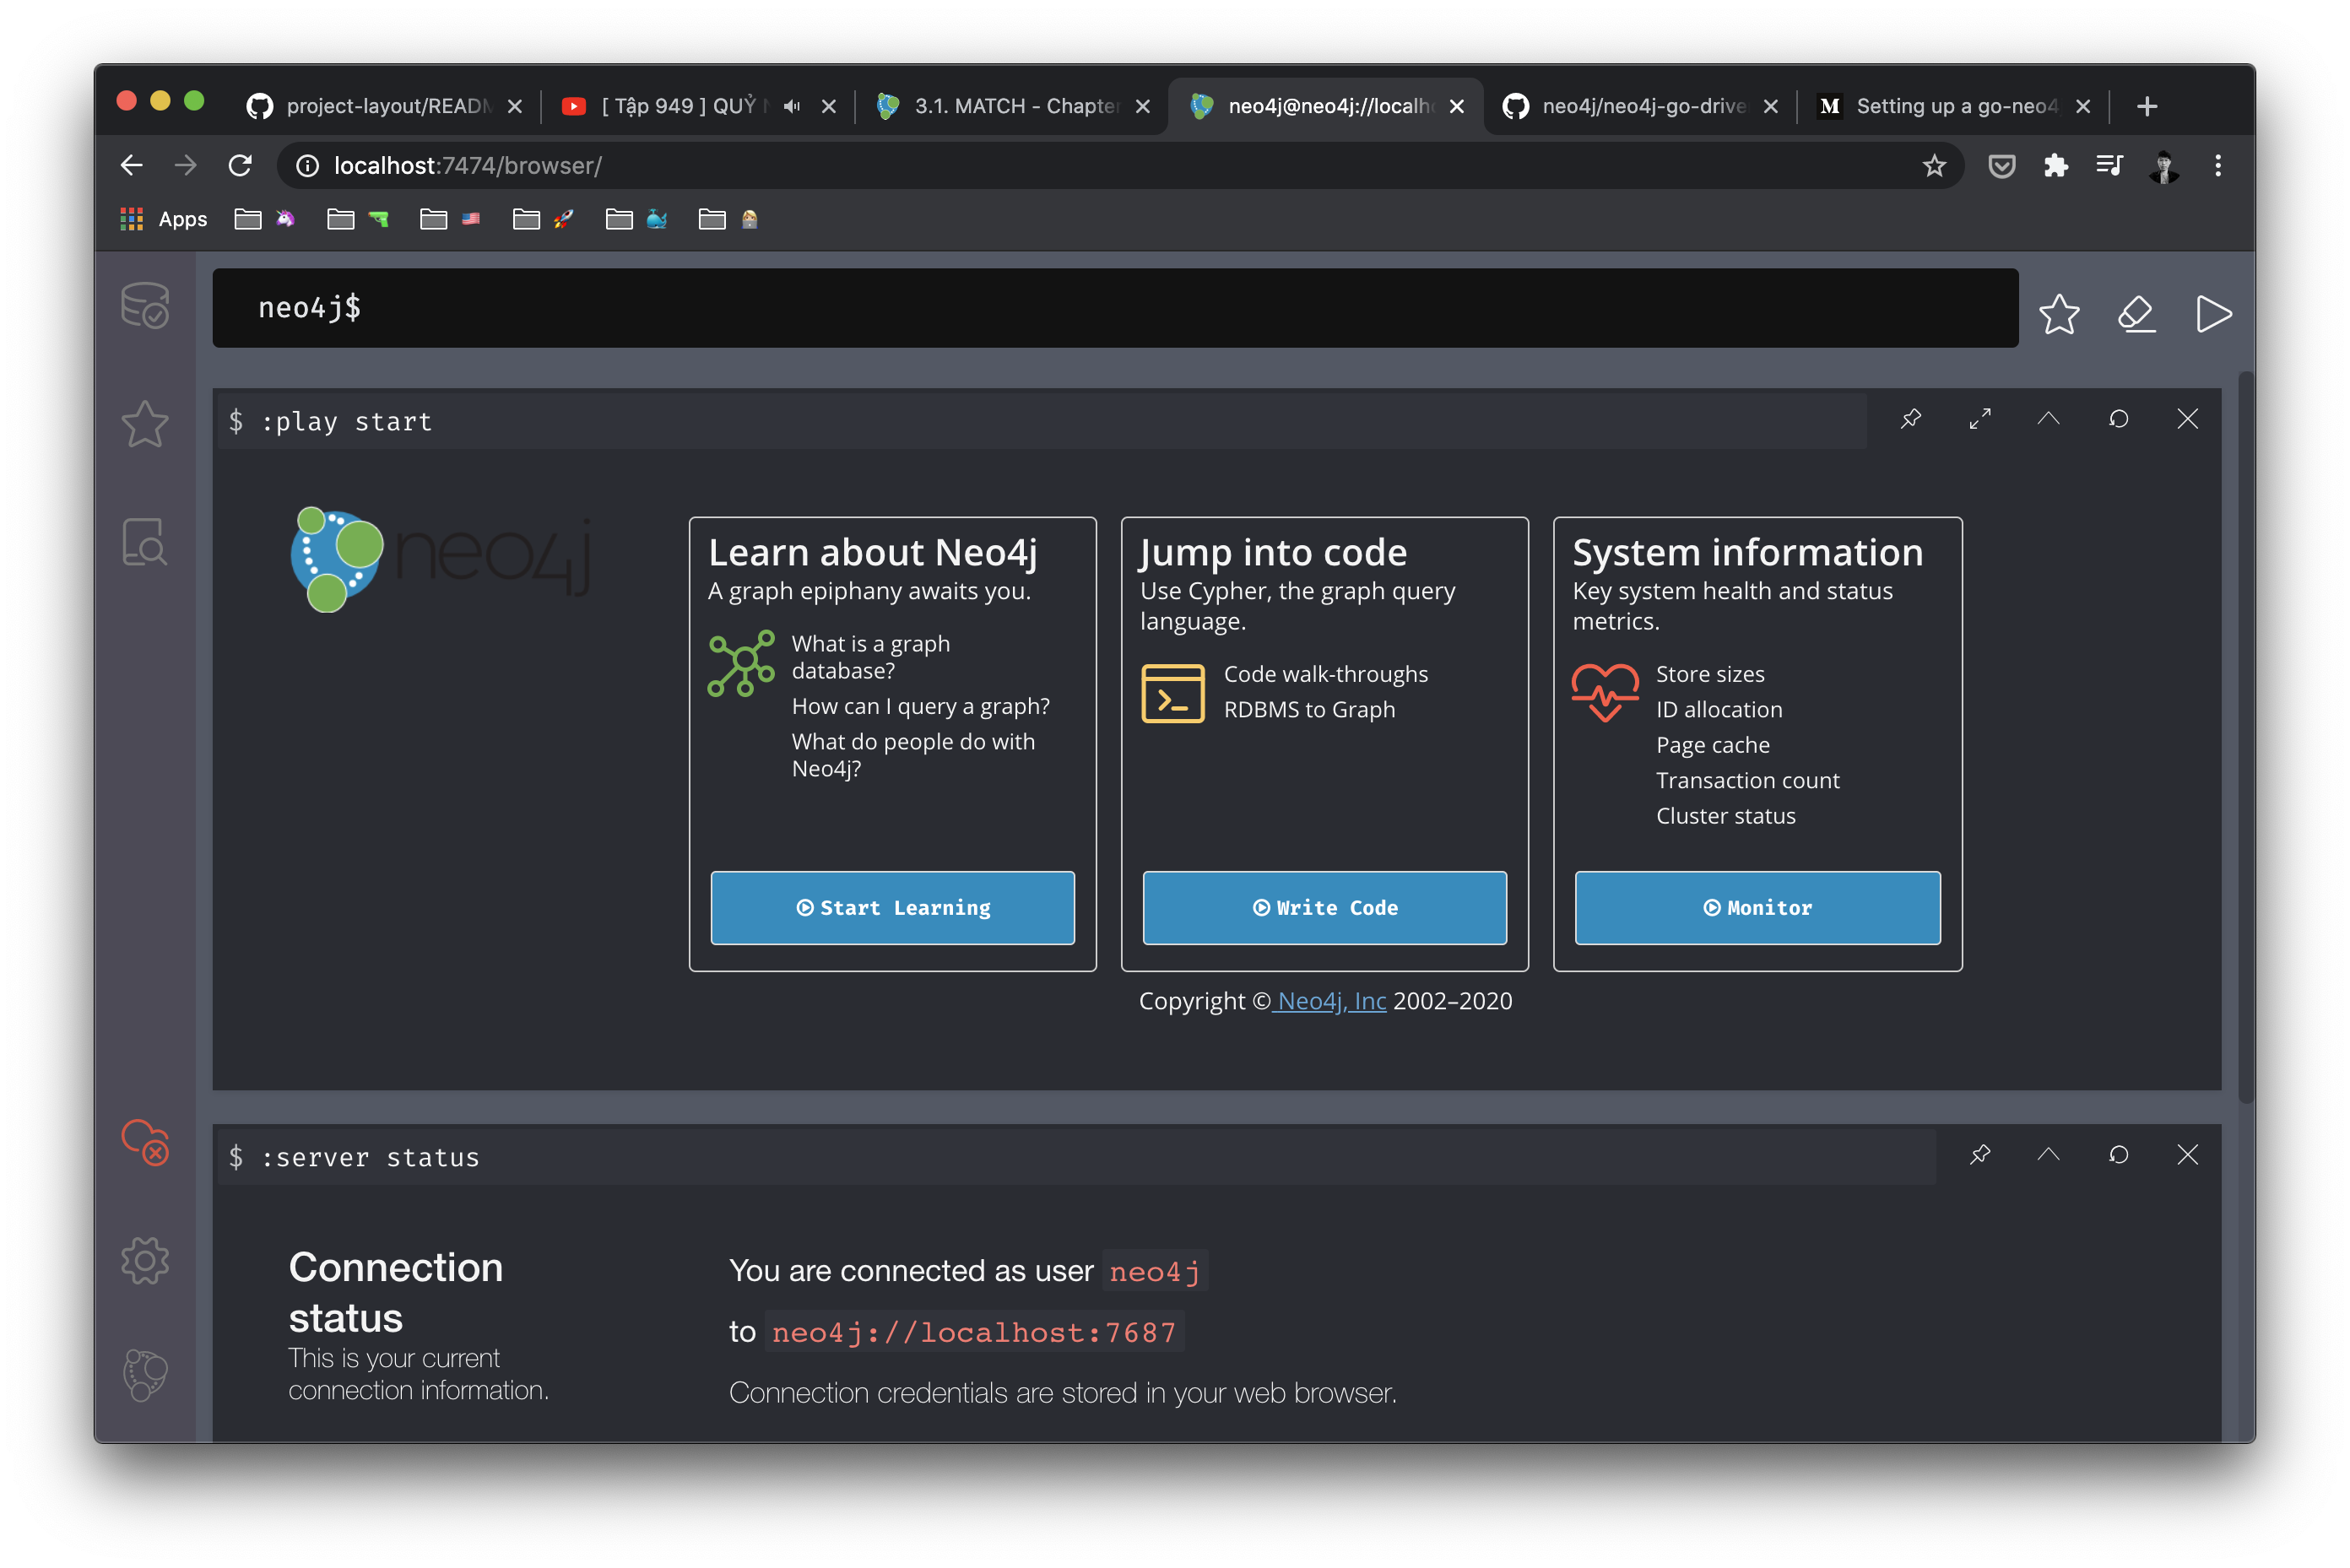 project-layout/READM
[ Tập 949 ] QUỶ
3.1. MATCH - Chapter
neo4j@neo4j://localh
neo4j/neo4j-go-drive
Setting up a go-neo4
localhost:7474/browser/
Apps
neo4j$
$ :play start
neo4j
Learn about Neo4j
A graph epiphany awaits you.
What is a graph
database?
How can I query a graph?
What do people do with
Neo4j?
Start Learning
Jump into code
Use Cypher, the graph query
language.
Code walk-throughs
RDBMS to Graph
Write Code
System information
Key system health and status
metrics.
Store sizes
ID allocation
Page cache
Transaction count
Cluster status
Monitor
Copyright © Neo4j, Inc 2002–2020
$ :server status
Connection
status
This is your current
connection information.
You are connected as user neo4j
to neo4j://localhost:7687
Connection credentials are stored in your web browser.